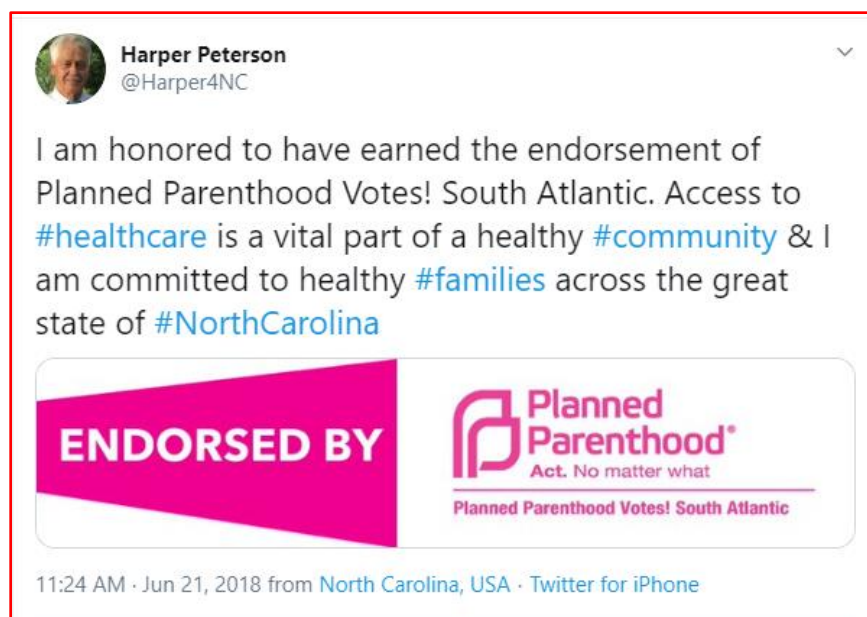 Harper Peterson
@Harper4NC
I am honored to have earned the endorsement of
Planned Parenthood Votes! South Atlantic. Access to
#healthcare is a vital part of a healthy #community & I
am committed to healthy #families across the great
state of #NorthCarolina
ENDORSED BY
Planned
Parenthood®
Act. No matter what
Planned Parenthood Votes! South Atlantic
11:24 AM · Jun 21, 2018 from North Carolina, USA · Twitter for iPhone